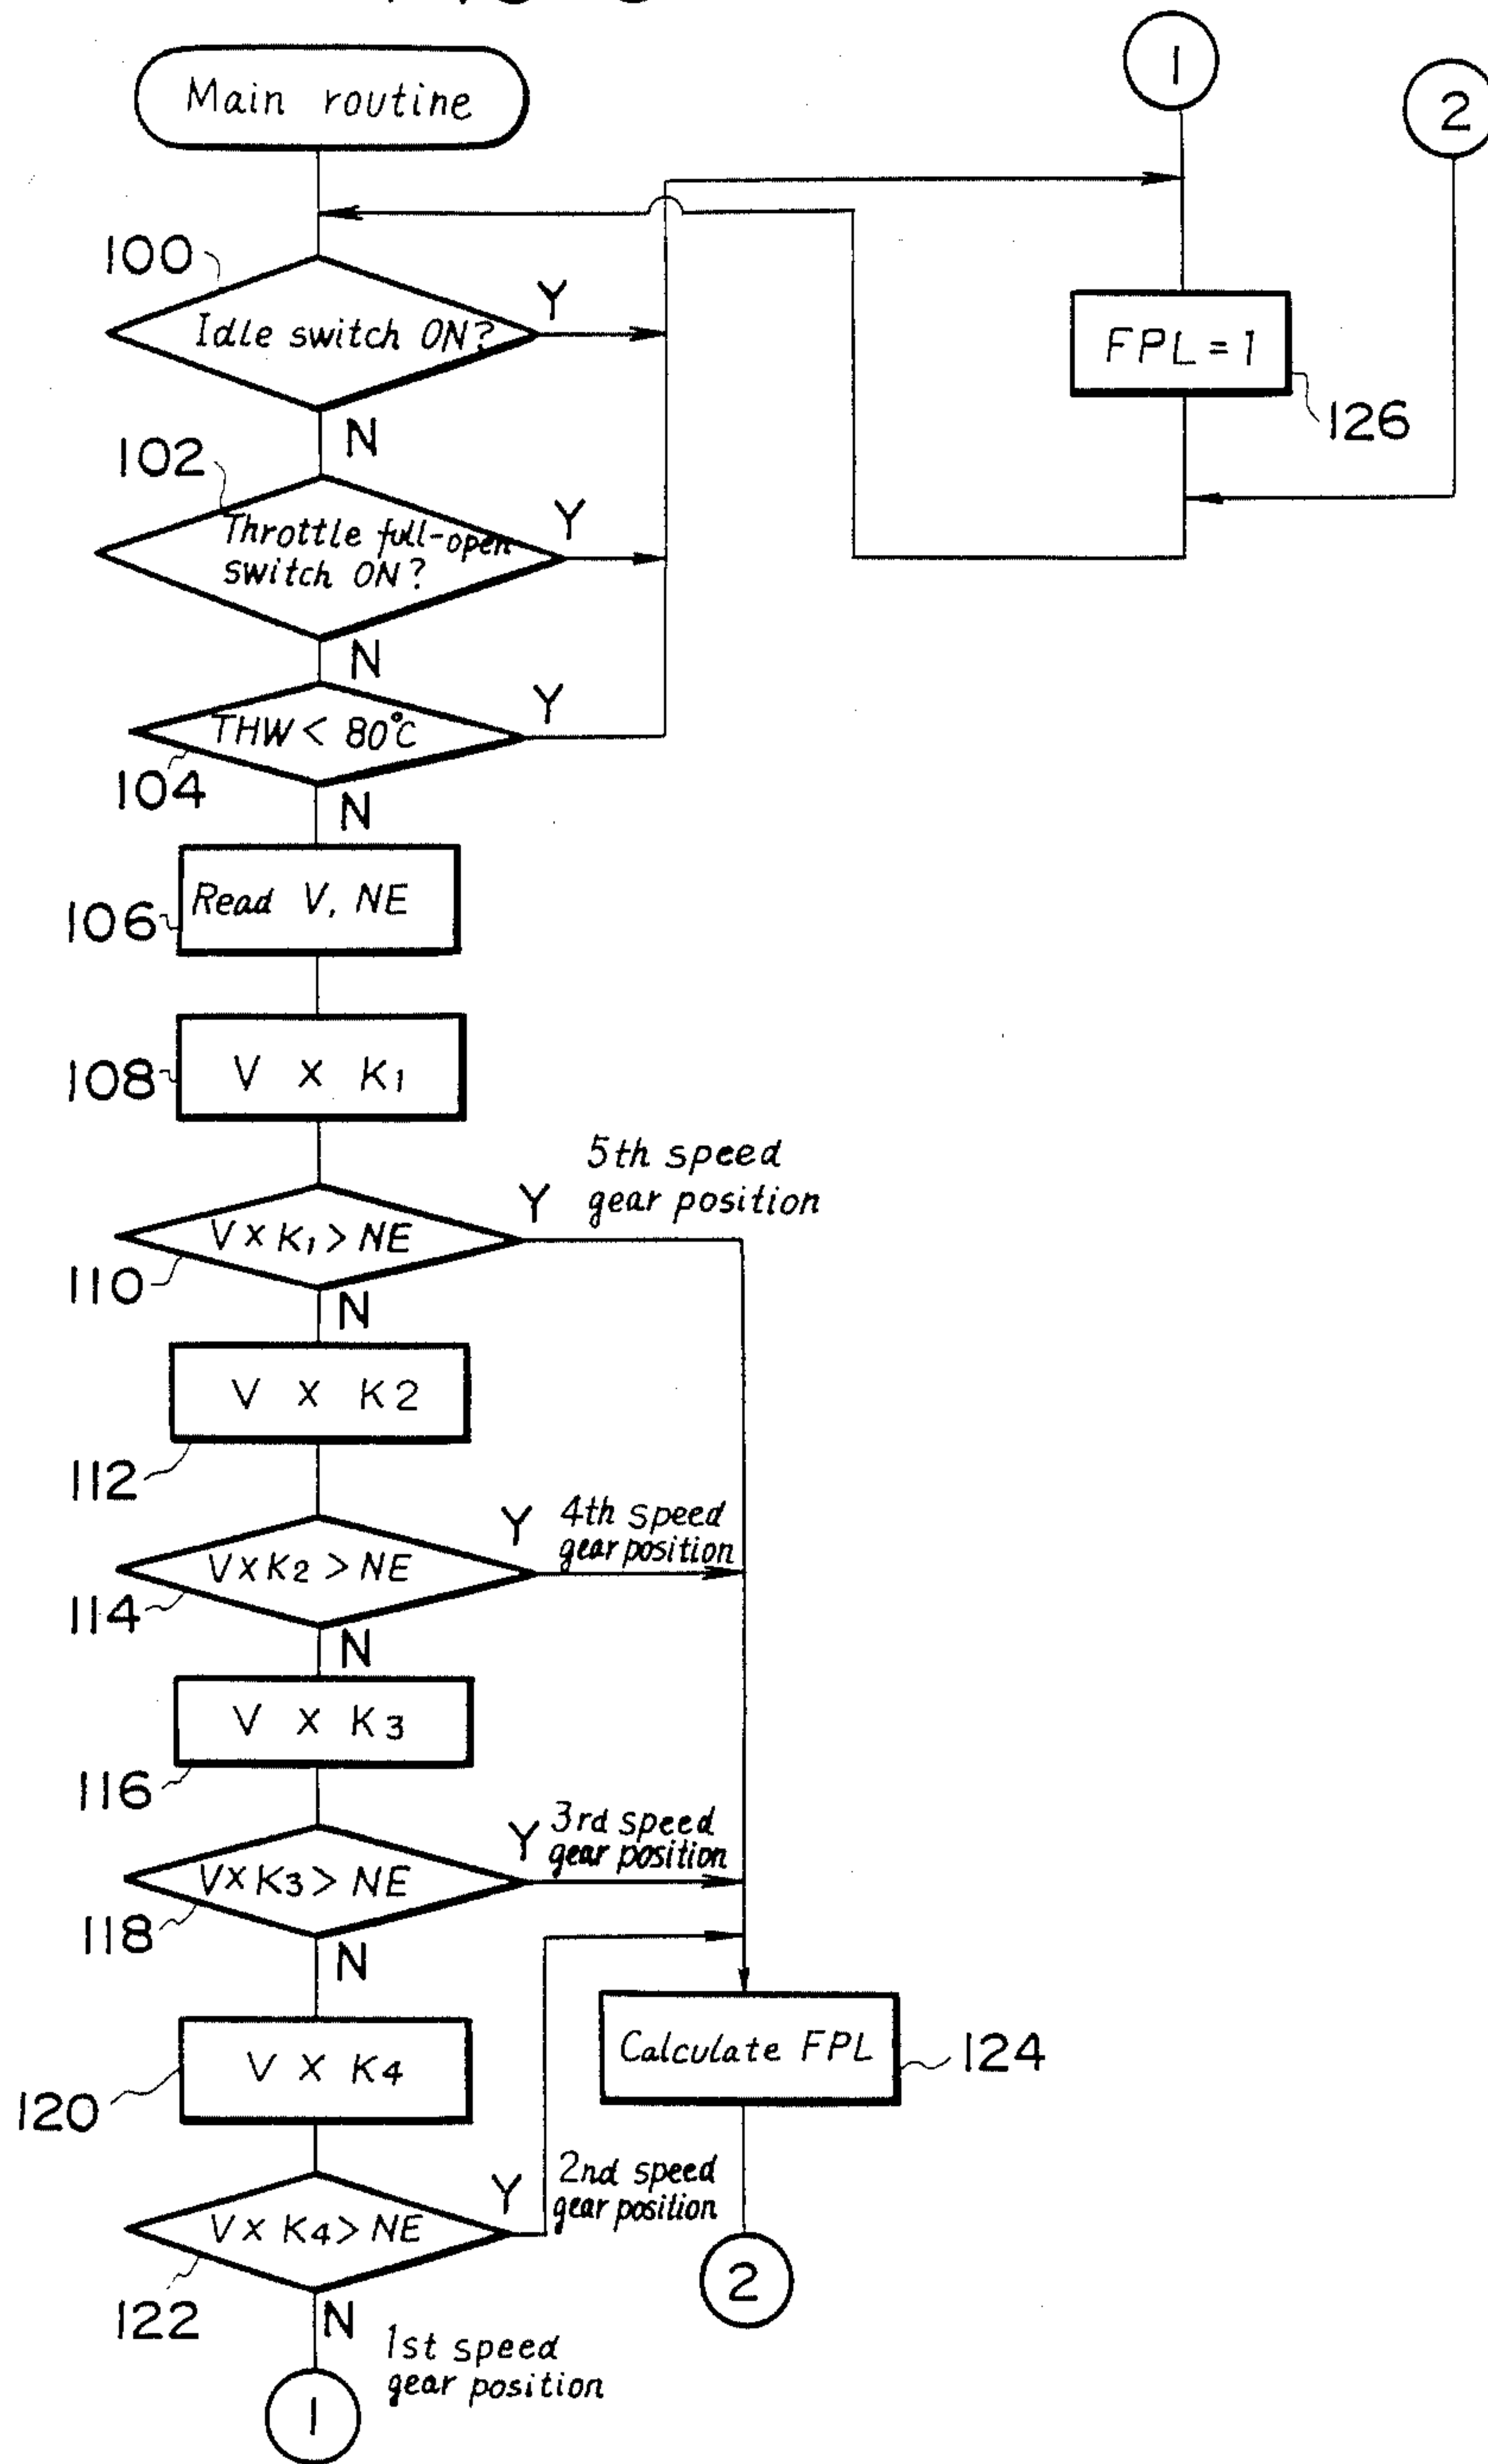 Main routine
1
2
100
Idle switch ON?
Y
N
FPL = 1
126
102
Throttle full-open
switch ON?
Y
N
THW < 80°C
Y
104
N
Read V, NE
106
V × K1
108
5th speed
gear position
Y
V × K1 > NE
110
N
V × K2
112
Y
4th speed
gear position
V × K2 > NE
114
N
V × K3
116
Y
3rd speed
gear position
V × K3 > NE
118
N
V × K4
120
Calculate FPL
124
Y
2nd speed
gear position
V × K4 > NE
122
N
2
1st speed
gear position
1